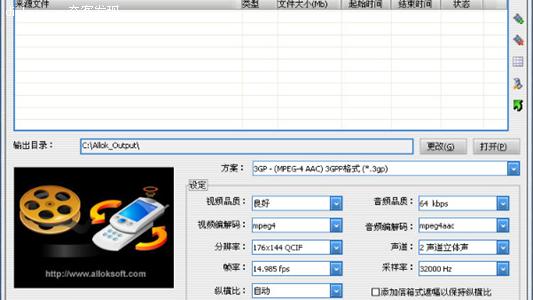 奋客发现
来源文件 类型 文件大小(Mb) 起始时间 结束时间 状态
输出目录： C:\Allok_Output\ 更改(G) 打开(P)
方案： 3GP - (MPEG-4 AAC) 3GPP格式 (*.3gp)
设定
视频品质： 良好 音频品质： 64 kbps
视频编解码： mpeg4 音频编解码： mpeg4aac
分辨率： 176x144 QCIF 声道： 2 声道立体声
帧率： 14.985 fps 采样率： 32000 Hz
纵横比： 自动 添加信箱式遮幅以保持纵横比
http://www.alloksoft.com